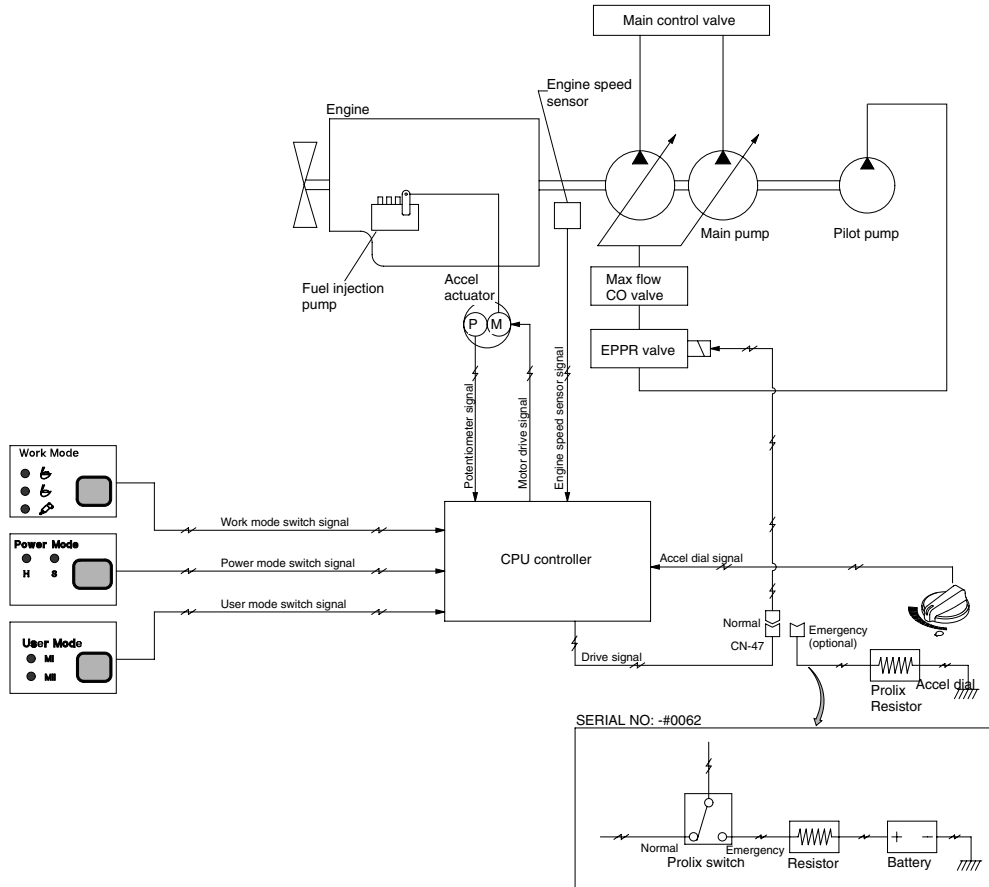 Main control valve
Engine speed
sensor
Engine
Main pump
Pilot pump
Fuel injection
pump
Accel
actuator
P
M
Max flow
CO valve
EPPR valve
Potentiometer signal
Motor drive signal
Engine speed sensor signal
Work Mode
Work mode switch signal
Power Mode
H
S
Power mode switch signal
User Mode
MI
MII
User mode switch signal
CPU controller
Accel dial signal
Normal
CN-47
Emergency
(optional)
Drive signal
Prolix
Resistor
Accel dial
SERIAL NO: -#0062
Normal
Emergency
Prolix switch
Resistor
+
-
Battery